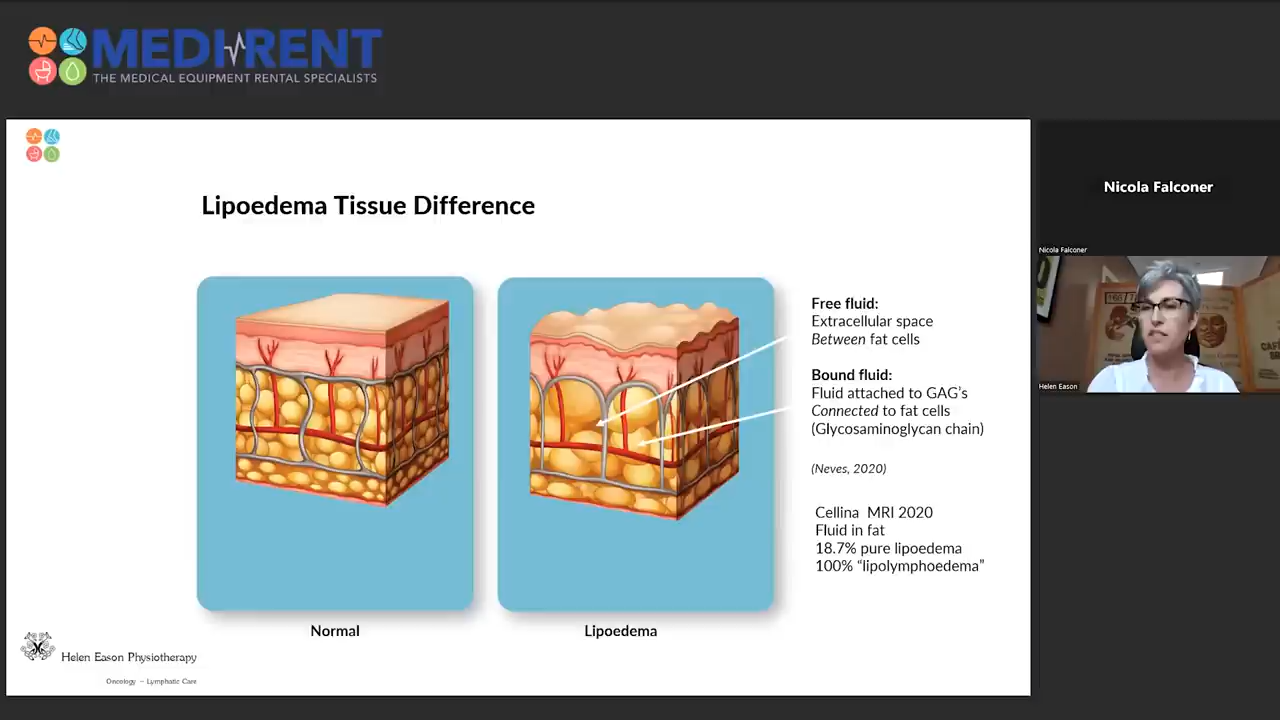 MEDI RENT
THE MEDICAL EQUIPMENT RENTAL SPECIALISTS
Lipoedema Tissue Difference
Free fluid:
Extracellular space
Between fat cells
Bound fluid:
Fluid attached to GAG's
Connected to fat cells
(Glycosaminoglycan chain)
(Neves, 2020)
Cellina MRI 2020
Fluid in fat
18.7% pure lipoedema
100% “lipolymphoedema”
Normal
Lipoedema
Helen Eason Physiotherapy
Oncology – Lymphatic Care
Nicola Falconer
Nicola Falconer
Helen Eason